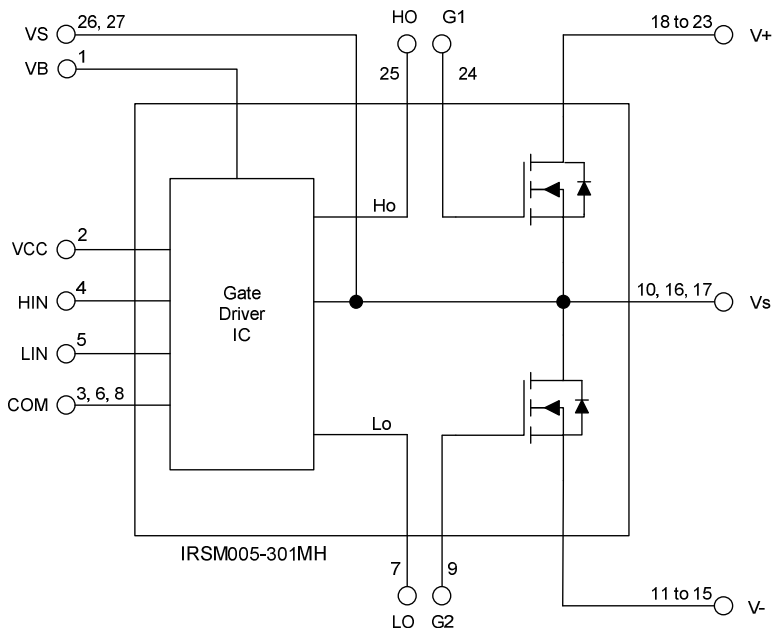 VS 26, 27
HO G1
18 to 23 V+
VB 1
25 24
Ho
VCC 2
HIN 4
LIN 5
COM 3, 6, 8
Gate
Driver
IC
10, 16, 17 Vs
Lo
IRSM005-301MH
7 9
LO G2
11 to 15 V-